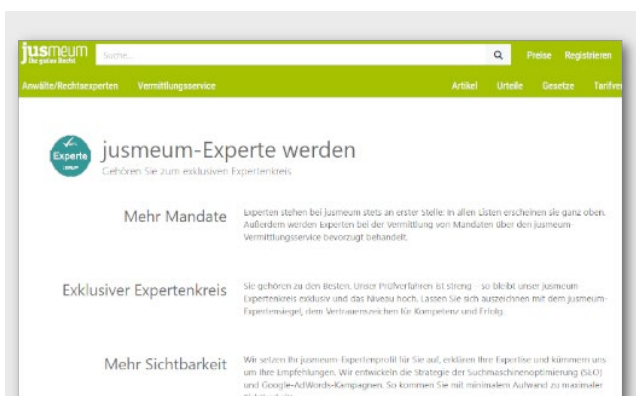 jusmeum
Ihr gutes Recht
Suche...
Preise Registrieren
Anwälte/Rechtsexperten Vermittlungsservice Artikel Urteile Gesetze
Experte
jusmeum-Experte werden
Gehören Sie zum exklusiven Expertenkreis
Mehr Mandate
Experten stehen bei jusmeum stets an erster Stelle: In allen Listen erscheinen sie ganz oben.
Außerdem werden Experten bei der Vermittlung von Mandaten über den jusmeum-
Vermittlungsservice bevorzugt behandelt.
Exklusiver Expertenkreis
Sie gehören zu den Besten. Unser Prüfverfahren ist streng – so bleibt unser jusmeum
Expertenkreis exklusiv und das Niveau hoch. Lassen Sie sich auszeichnen mit dem jusmeum-
Expertensiegel, dem Vertrauenszeichen für Kompetenz und Erfolg.
Mehr Sichtbarkeit
Wir setzen Ihr jusmeum-Expertenprofil für Sie auf, erklären Ihre Expertise und kümmern uns
um Ihre Empfehlungen. Wir entwickeln die Strategie der Suchmaschinenoptimierung (SEO)
und Google-AdWords-Kampagnen. So kommen Sie mit minimalem Aufwand zu maximaler